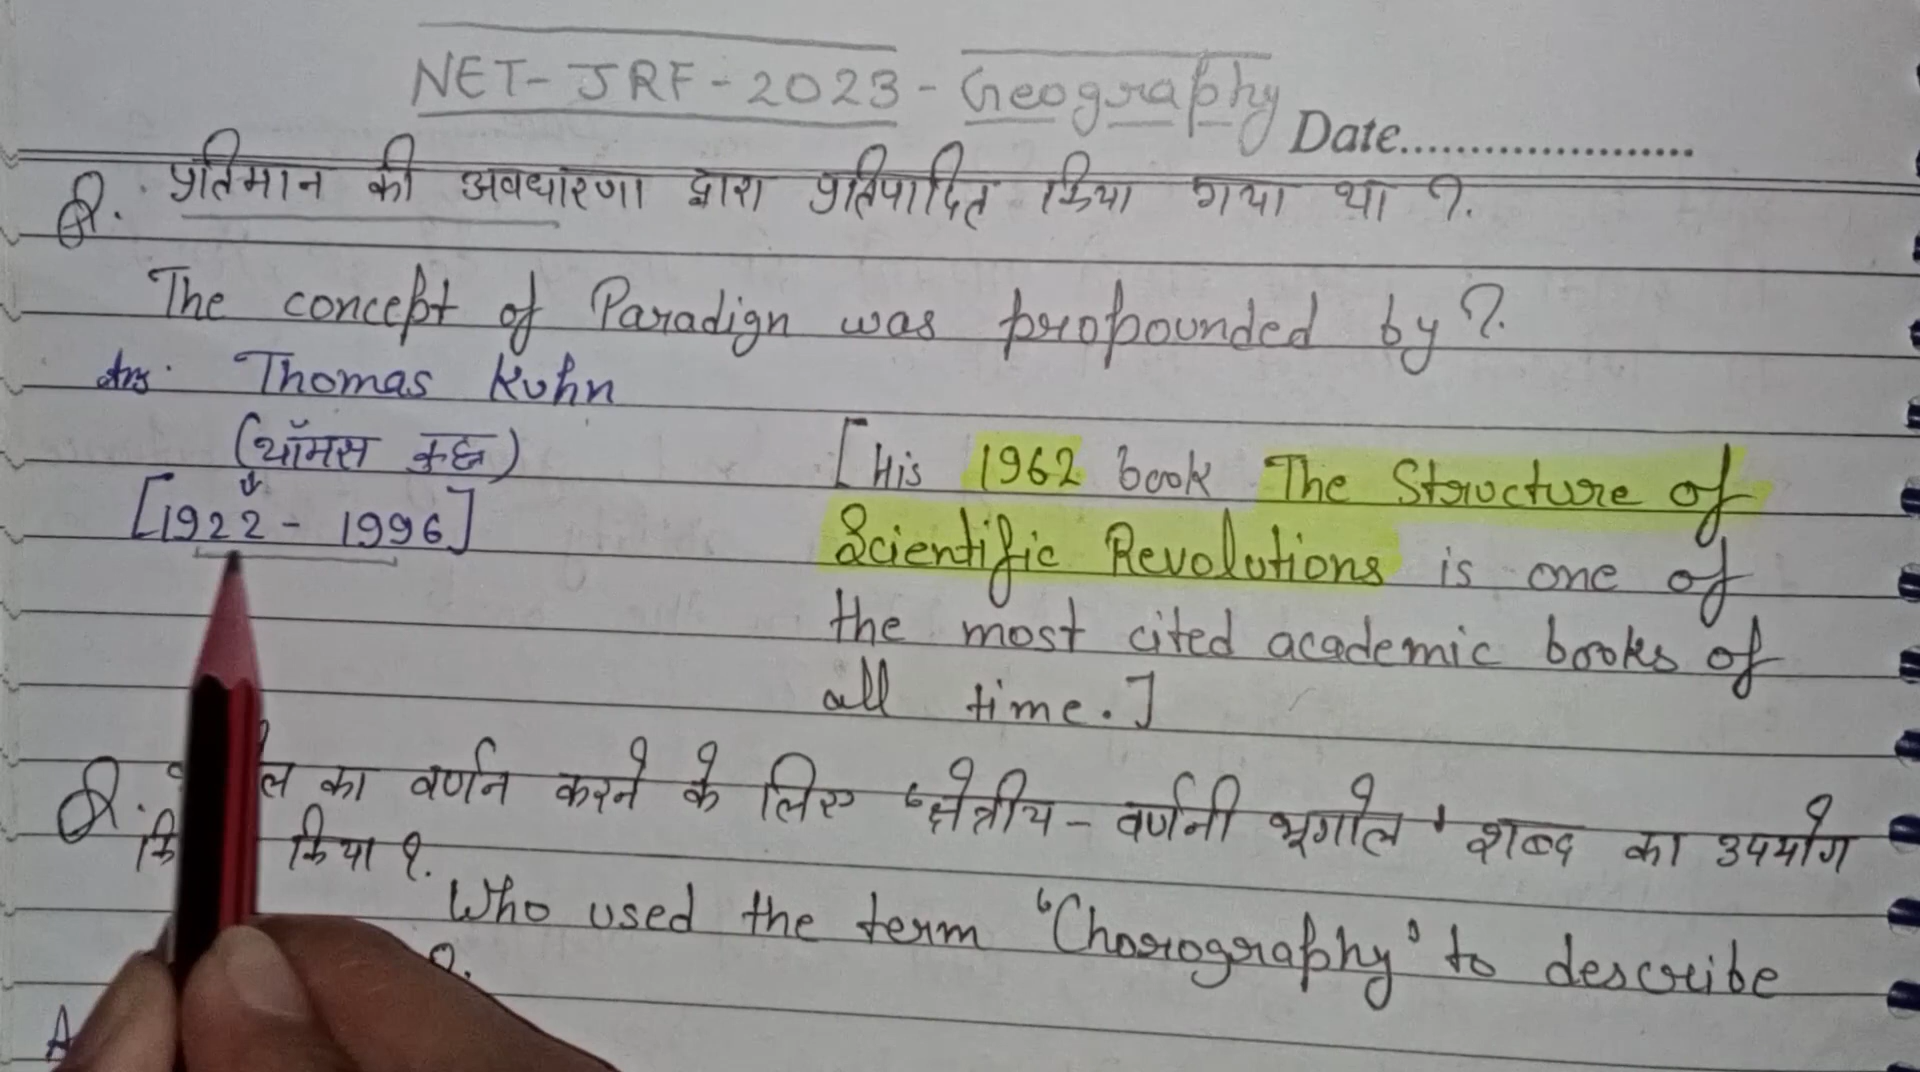 NET-JRF-2023-Geography
Date........................
Q. प्रतिमान की अवधारणा द्वारा प्रतिपादित किया गया था ?.
The concept of Paradign was propounded by ?.
Ans. Thomas Kuhn
(थॉमस कुह्न)
[1922 - 1996]
[His 1962 book The Structure of
Scientific Revolutions is one of
the most cited academic books of
all time.]
Q. का वर्णन करने के लिए 'क्षेत्रीय - वर्णनी भूगोल' शब्द का उपयोग
किया ?.
Who used the term "Chorography" to describe
?.
A